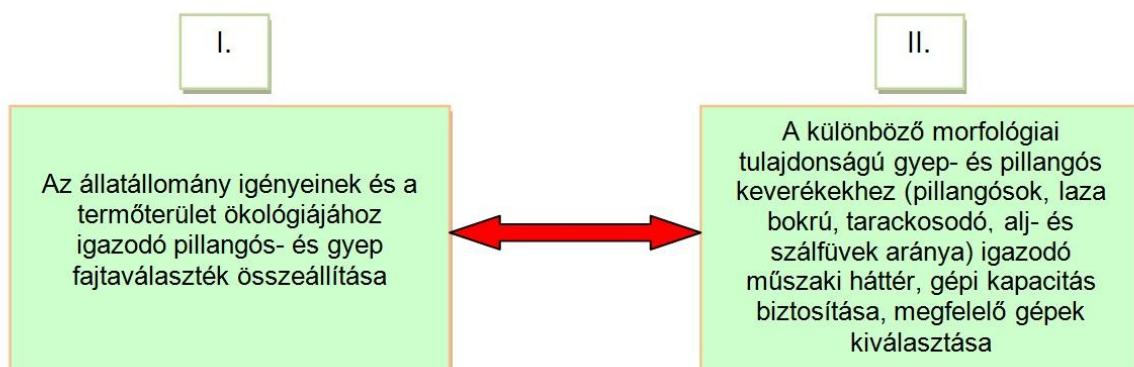 I.
Az állatállomány igényeinek és a
termőterület ökológiájához
igazodó pillangós- és gyep
fajtaválaszték összeállítása
II.
A különböző morfológiai
tulajdonságú gyep- és pillangós
keverékekhez (pillangósok, laza
bokrú, tarackosodó, alj- és
szálfüvek aránya) igazodó
műszaki háttér, gépi kapacitás
biztosítása, megfelelő gépek
kiválasztása